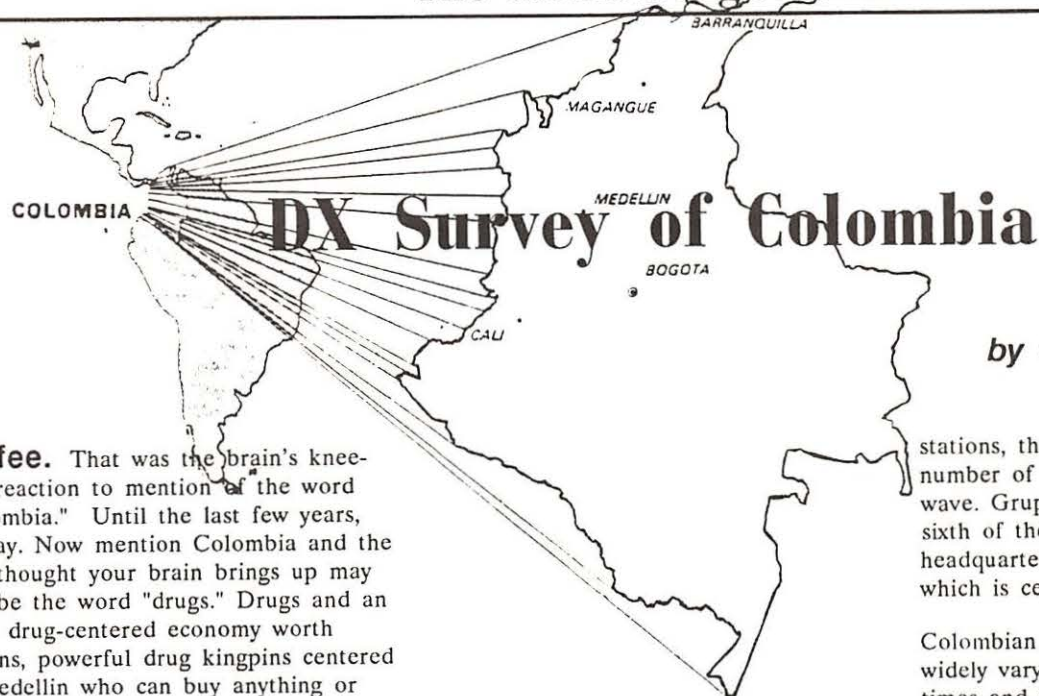 BARRANQUILLA
MAGANGUE
MEDELLIN
COLOMBIA
DX Survey of Colombia
BOGOTA
CALI
by
fee. That was the brain's knee-
reaction to mention of the word
mbia." Until the last few years,
ay. Now mention Colombia and the
thought your brain brings up may
be the word "drugs." Drugs and an
drug-centered economy worth
ns, powerful drug kingpins centered
edellin who can buy anything or
stations, th
number of
wave. Grup
sixth of the
headquarte
which is ce
Colombian
widely vary